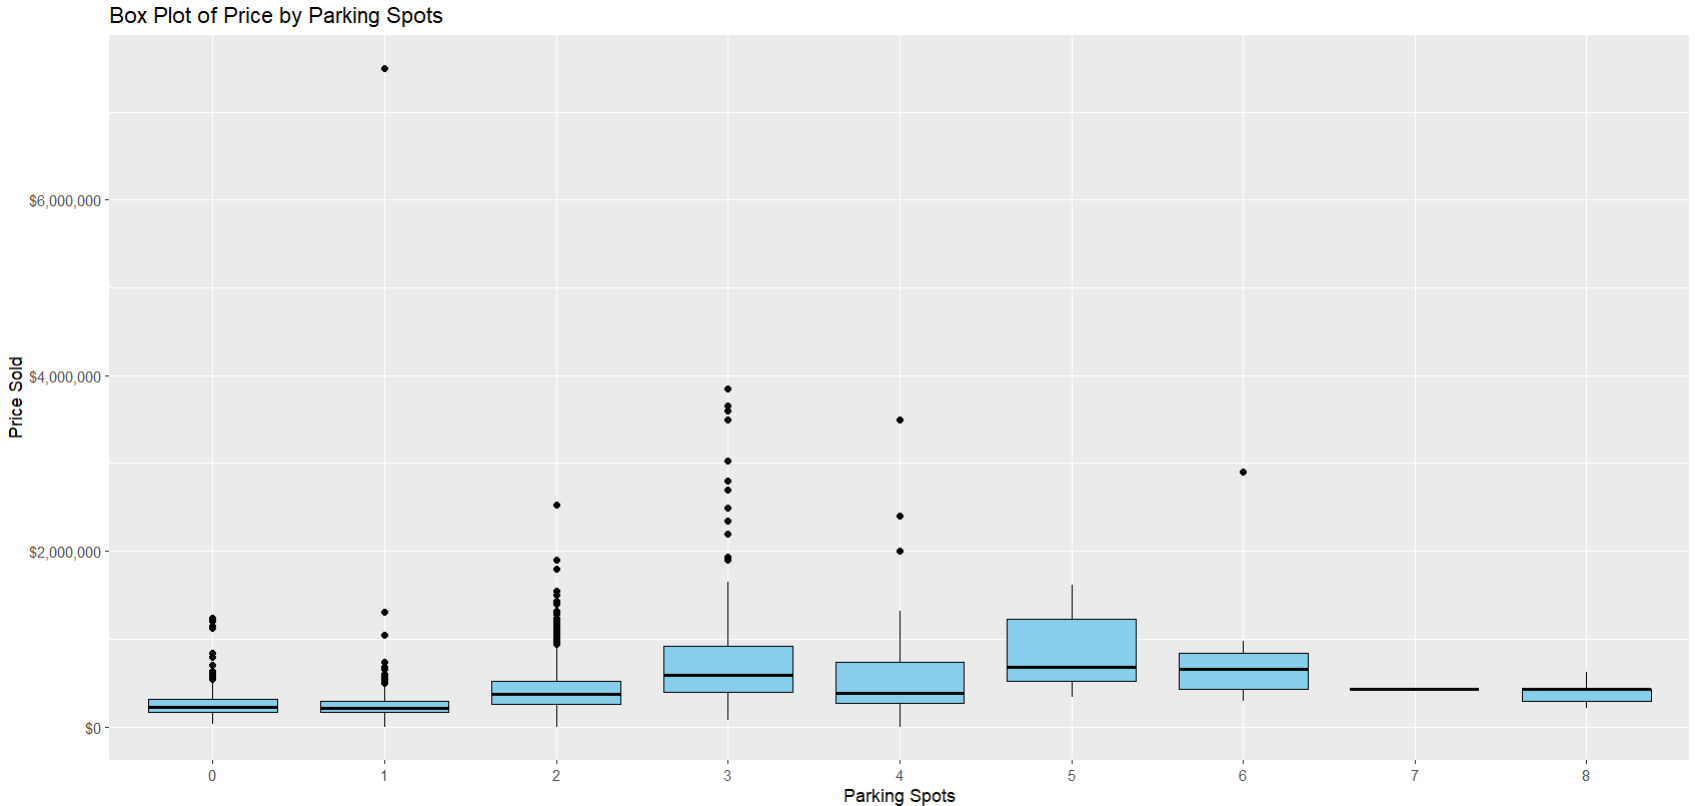 Box Plot of Price by Parking Spots
Price Sold
$6,000,000
$4,000,000
$2,000,000
$0
0 1 2 3 4 5 6 7 8
Parking Spots